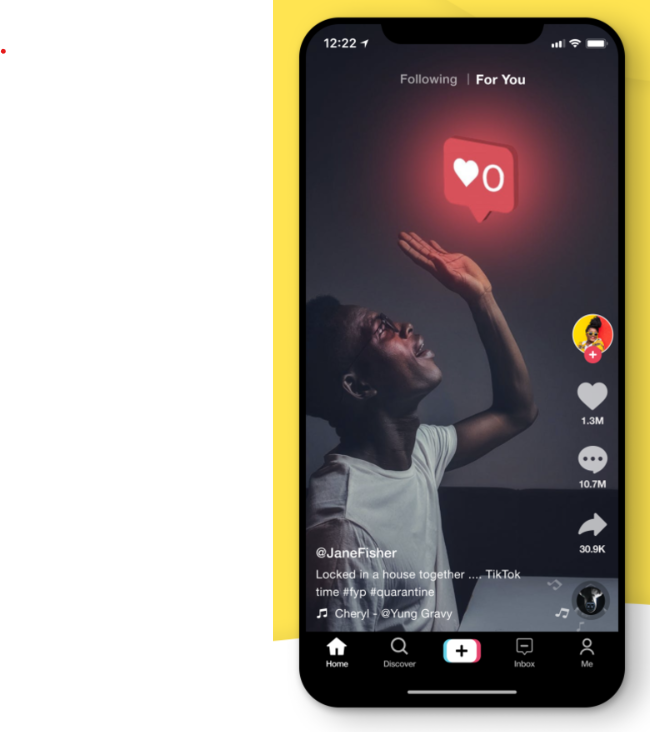 12:22
Following | For You
0
1.3M
10.7M
30.9K
@JaneFisher
Locked in a house together .... TikTok
time #fyp #quarantine
Cheryl - @Yung Gravy
Home Discover Inbox Me